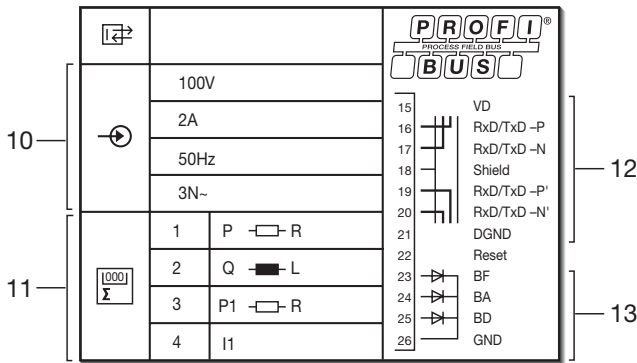 PROFI®
PROCESS FIELD BUS
BUS
10
100V
2A
50Hz
3N~
11
000
Σ
1 P R
2 Q L
3 P1 R
4 I1
15 VD
16 RxD/TxD –P
17 RxD/TxD –N
18 Shield
19 RxD/TxD –P'
20 RxD/TxD –N'
21 DGND
22 Reset
23 BF
24 BA
25 BD
26 GND
12
13